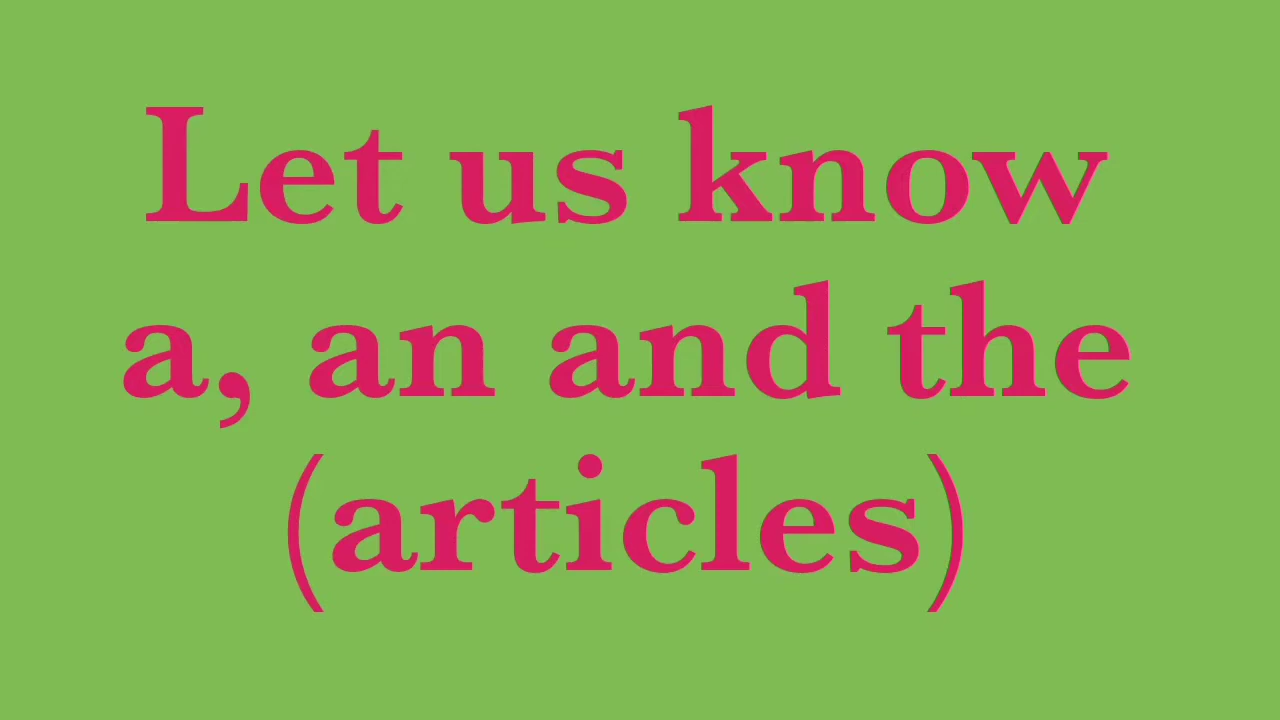 Let us know
a, an and the
(articles)